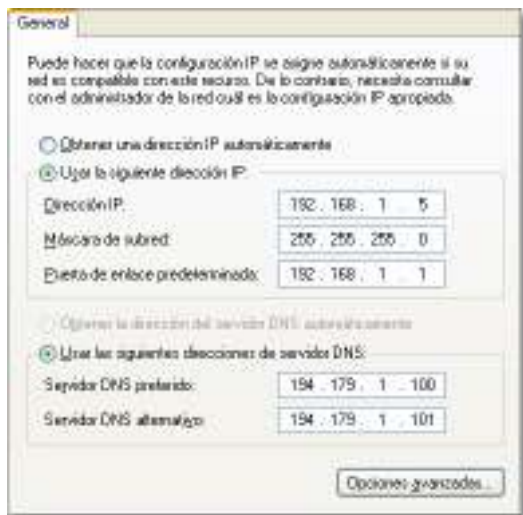 General
Puede hacer que la configuración IP se asigne automáticamente si su
red es compatible con este recurso. De lo contrario, necesita consultar
con el administrador de la red cuál es la configuración IP apropiada.
Obtener una dirección IP automáticamente
Usar la siguiente dirección IP:
Dirección IP: 192 . 168 . 1 . 5
Máscara de subred: 255 . 255 . 255 . 0
Puerta de enlace predeterminada: 192 . 168 . 1 . 1
Obtener la dirección del servidor DNS automáticamente
Usar las siguientes direcciones de servidor DNS:
Servidor DNS preferido: 194 . 179 . 1 . 100
Servidor DNS alternativo: 194 . 179 . 1 . 101
Opciones avanzadas...